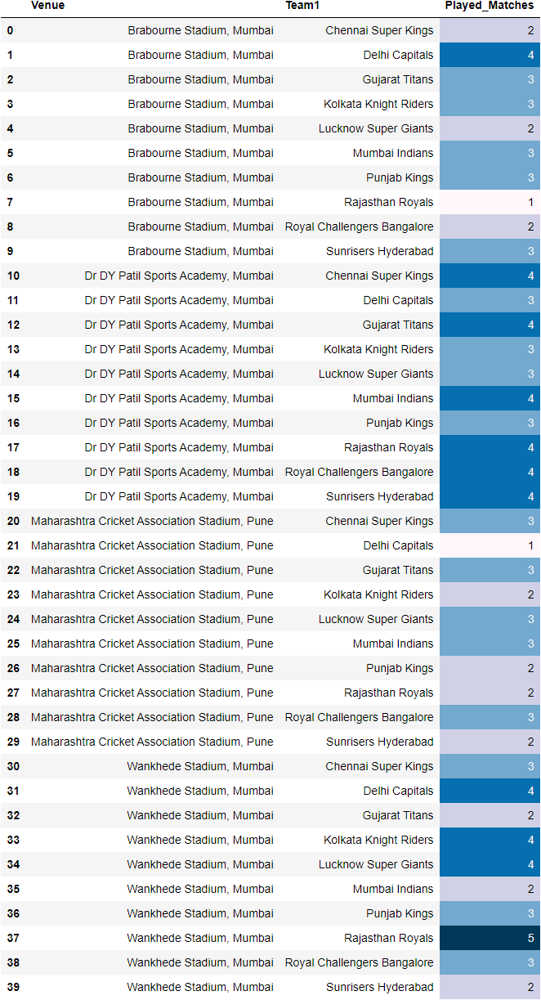 Venue Team1 Played_Matches
0 Brabourne Stadium, Mumbai Chennai Super Kings 2
1 Brabourne Stadium, Mumbai Delhi Capitals 4
2 Brabourne Stadium, Mumbai Gujarat Titans 3
3 Brabourne Stadium, Mumbai Kolkata Knight Riders 3
4 Brabourne Stadium, Mumbai Lucknow Super Giants 2
5 Brabourne Stadium, Mumbai Mumbai Indians 3
6 Brabourne Stadium, Mumbai Punjab Kings 3
7 Brabourne Stadium, Mumbai Rajasthan Royals 1
8 Brabourne Stadium, Mumbai Royal Challengers Bangalore 2
9 Brabourne Stadium, Mumbai Sunrisers Hyderabad 3
10 Dr DY Patil Sports Academy, Mumbai Chennai Super Kings 4
11 Dr DY Patil Sports Academy, Mumbai Delhi Capitals 3
12 Dr DY Patil Sports Academy, Mumbai Gujarat Titans 4
13 Dr DY Patil Sports Academy, Mumbai Kolkata Knight Riders 3
14 Dr DY Patil Sports Academy, Mumbai Lucknow Super Giants 3
15 Dr DY Patil Sports Academy, Mumbai Mumbai Indians 4
16 Dr DY Patil Sports Academy, Mumbai Punjab Kings 3
17 Dr DY Patil Sports Academy, Mumbai Rajasthan Royals 4
18 Dr DY Patil Sports Academy, Mumbai Royal Challengers Bangalore 4
19 Dr DY Patil Sports Academy, Mumbai Sunrisers Hyderabad 4
20 Maharashtra Cricket Association Stadium, Pune Chennai Super Kings 3
21 Maharashtra Cricket Association Stadium, Pune Delhi Capitals 1
22 Maharashtra Cricket Association Stadium, Pune Gujarat Titans 3
23 Maharashtra Cricket Association Stadium, Pune Kolkata Knight Riders 2
24 Maharashtra Cricket Association Stadium, Pune Lucknow Super Giants 3
25 Maharashtra Cricket Association Stadium, Pune Mumbai Indians 3
26 Maharashtra Cricket Association Stadium, Pune Punjab Kings 2
27 Maharashtra Cricket Association Stadium, Pune Rajasthan Royals 2
28 Maharashtra Cricket Association Stadium, Pune Royal Challengers Bangalore 3
29 Maharashtra Cricket Association Stadium, Pune Sunrisers Hyderabad 2
30 Wankhede Stadium, Mumbai Chennai Super Kings 3
31 Wankhede Stadium, Mumbai Delhi Capitals 4
32 Wankhede Stadium, Mumbai Gujarat Titans 2
33 Wankhede Stadium, Mumbai Kolkata Knight Riders 4
34 Wankhede Stadium, Mumbai Lucknow Super Giants 4
35 Wankhede Stadium, Mumbai Mumbai Indians 2
36 Wankhede Stadium, Mumbai Punjab Kings 3
37 Wankhede Stadium, Mumbai Rajasthan Royals 5
38 Wankhede Stadium, Mumbai Royal Challengers Bangalore 3
39 Wankhede Stadium, Mumbai Sunrisers Hyderabad 2